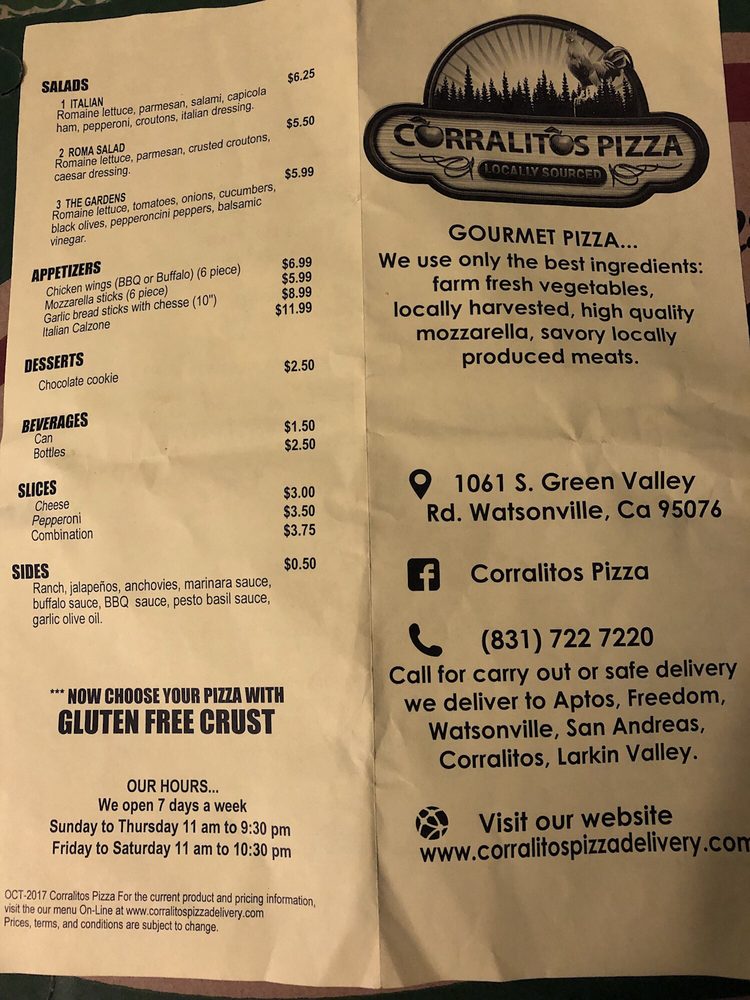 SALADS
1 ITALIAN $6.25
Romaine lettuce, parmesan, salami, capicola
ham, pepperoni, croutons, italian dressing.
2 ROMA SALAD $5.50
Romaine lettuce, parmesan, crusted croutons,
caesar dressing.
3 THE GARDENS $5.99
Romaine lettuce, tomatoes, onions, cucumbers,
black olives, pepperoncini peppers, balsamic
vinegar.
APPETIZERS
Chicken wings (BBQ or Buffalo) (6 piece) $6.99
Mozzarella sticks (6 piece) $5.99
Garlic bread sticks with chesse (10") $8.99
Italian Calzone $11.99
DESSERTS
Chocolate cookie $2.50
BEVERAGES
Can $1.50
Bottles $2.50
SLICES
Cheese $3.00
Pepperoni $3.50
Combination $3.75
SIDES $0.50
Ranch, jalapeños, anchovies, marinara sauce,
buffalo sauce, BBQ sauce, pesto basil sauce,
garlic olive oil.
*** NOW CHOOSE YOUR PIZZA WITH
GLUTEN FREE CRUST
OUR HOURS...
We open 7 days a week
Sunday to Thursday 11 am to 9:30 pm
Friday to Saturday 11 am to 10:30 pm
OCT-2017 Corralitos Pizza For the current product and pricing information,
visit the our menu On-Line at www.corralitospizzadelivery.com
Prices, terms, and conditions are subject to change.
CORRALITOS PIZZA
LOCALLY SOURCED
GOURMET PIZZA...
We use only the best ingredients:
farm fresh vegetables,
locally harvested, high quality
mozzarella, savory locally
produced meats.
1061 S. Green Valley
Rd. Watsonville, Ca 95076
Corralitos Pizza
(831) 722 7220
Call for carry out or safe delivery
we deliver to Aptos, Freedom,
Watsonville, San Andreas,
Corralitos, Larkin Valley.
Visit our website
www.corralitospizzadelivery.com